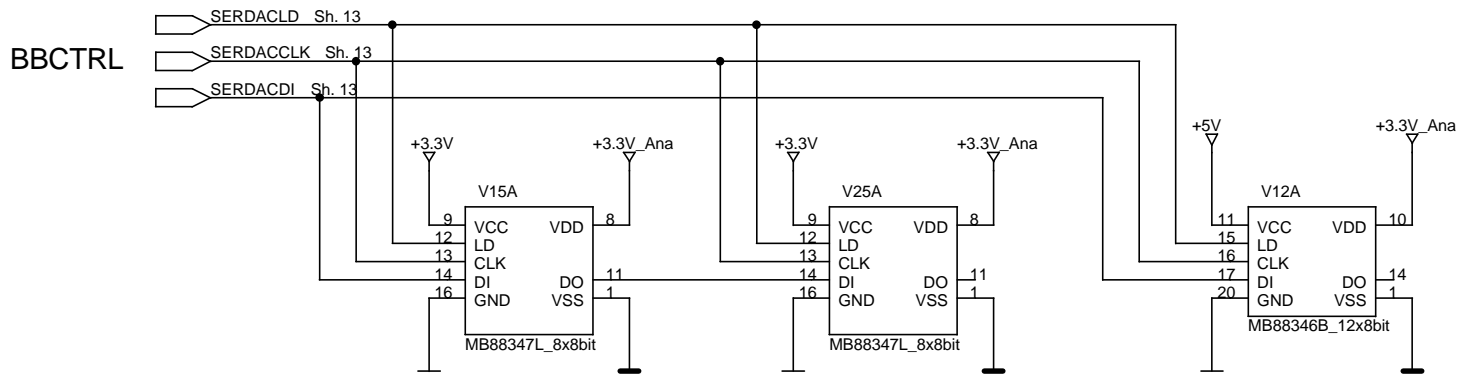 SERDACLD Sh. 13
BBCTRL
SERDACCLK Sh. 13
SERDACDI Sh. 13
+3.3V
+3.3V_Ana
V15A
9 VCC VDD 8
12 LD
13 CLK
14 DI DO 11
16 GND VSS 1
MB88347L_8x8bit
+3.3V
+3.3V_Ana
V25A
9 VCC VDD 8
12 LD
13 CLK
14 DI DO 11
16 GND VSS 1
MB88347L_8x8bit
+5V
+3.3V_Ana
V12A
11 VCC VDD 10
15 LD
16 CLK
17 DI DO 14
20 GND VSS 1
MB88346B_12x8bit